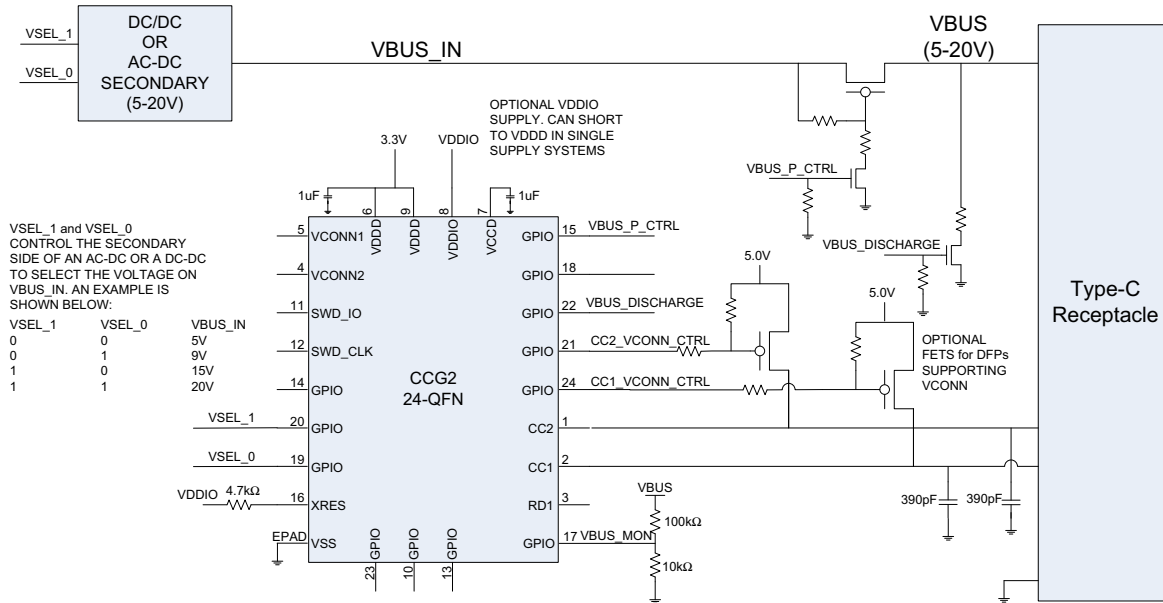 DC/DC
OR
AC-DC
SECONDARY
(5-20V)
VSEL_1
VSEL_0
VBUS_IN
VBUS
(5-20V)
OPTIONAL VDDIO
SUPPLY. CAN SHORT
TO VDDD IN SINGLE
SUPPLY SYSTEMS
3.3V
VDDIO
1uF
1uF
VBUS_P_CTRL
VBUS_DISCHARGE
VSEL_1 and VSEL_0
CONTROL THE SECONDARY
SIDE OF AN AC-DC OR A DC-DC
TO SELECT THE VOLTAGE ON
VBUS_IN. AN EXAMPLE IS
SHOWN BELOW:
VSEL_1 VSEL_0 VBUS_IN
0 0 5V
0 1 9V
1 0 15V
1 1 20V
6 VDDD
9 VDDD
8 VDDIO
7 VCCD
5 VCONN1
4 VCONN2
11 SWD_IO
12 SWD_CLK
14 GPIO
VSEL_1 20 GPIO
VSEL_0 19 GPIO
VDDIO 4.7kΩ 16 XRES
EPAD VSS
23 GPIO
10 GPIO
13 GPIO
CCG2
24-QFN
GPIO 15 VBUS_P_CTRL
GPIO 18
GPIO 22 VBUS_DISCHARGE
GPIO 21 CC2_VCONN_CTRL
GPIO 24 CC1_VCONN_CTRL
CC2 1
CC1 2
RD1 3
GPIO 17 VBUS_MON
VBUS
100kΩ
10kΩ
5.0V
5.0V
OPTIONAL
FETS for DFPs
SUPPORTING
VCONN
390pF
390pF
Type-C
Receptacle